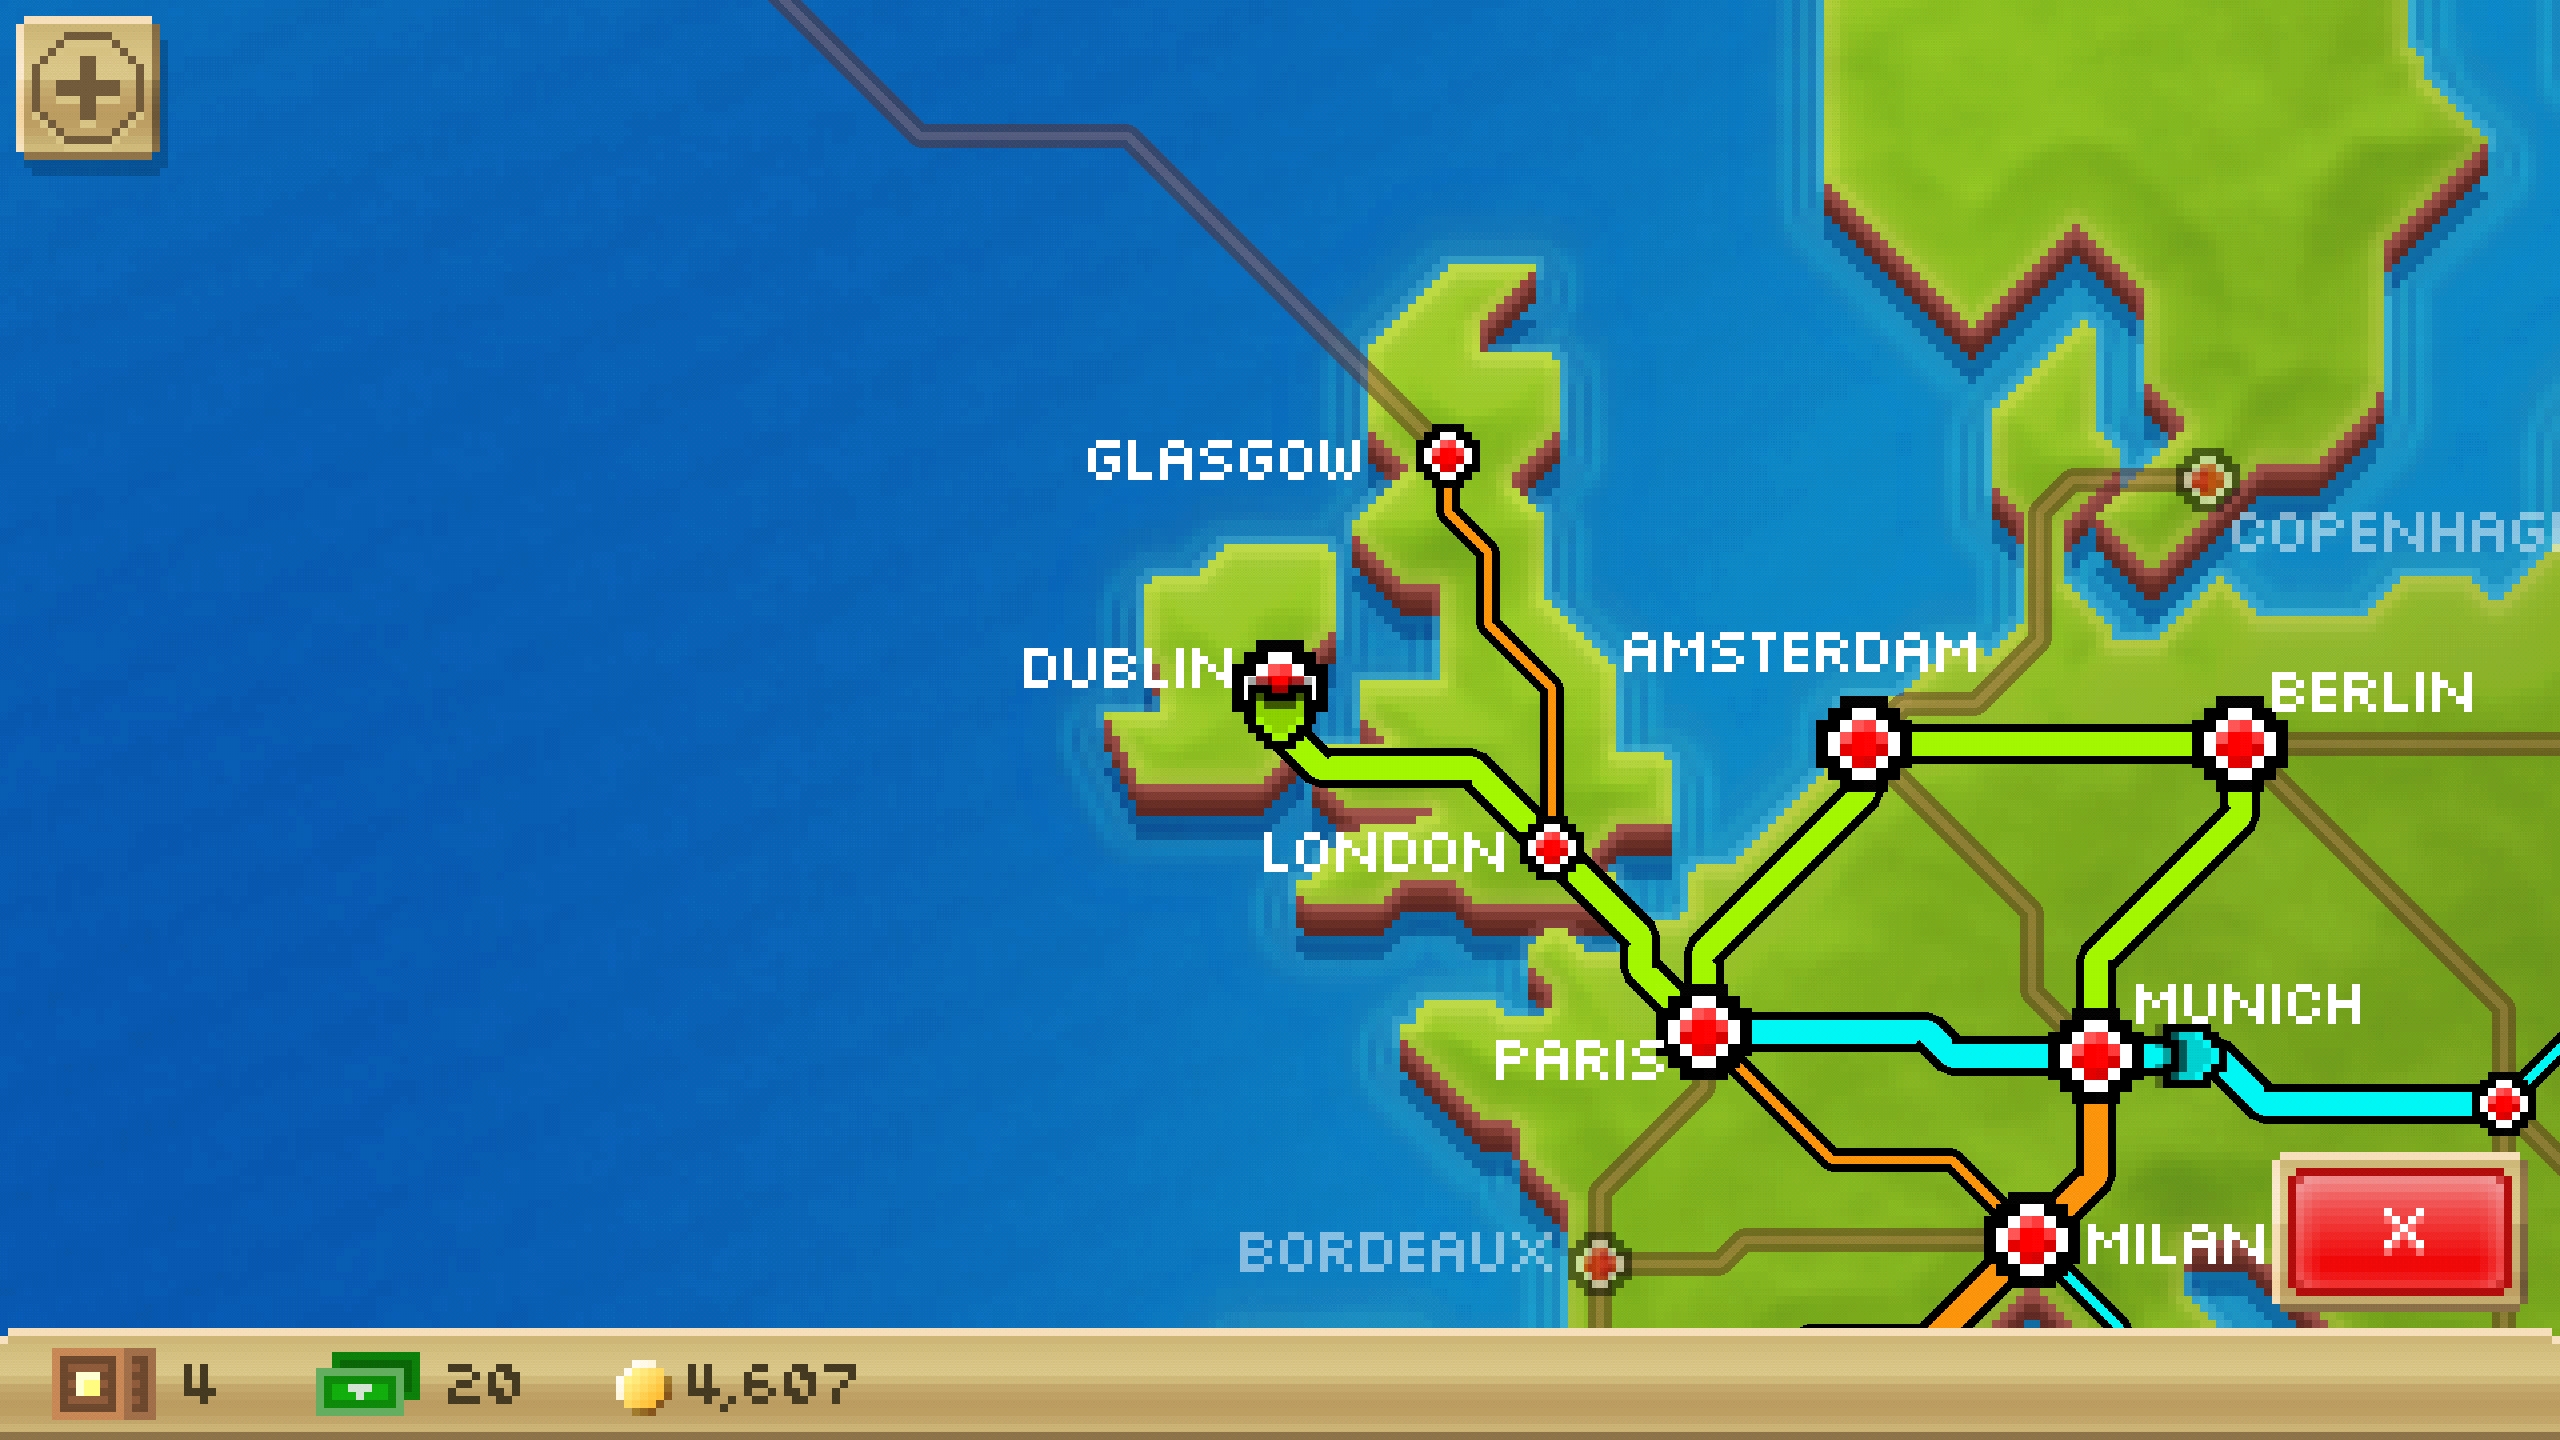 GLASGOW
COPENHAG
DUBLIN
AMSTERDAM
BERLIN
LONDON
MUNICH
PARIS
BORDEAUX
MILAN
X
4
20
4,607